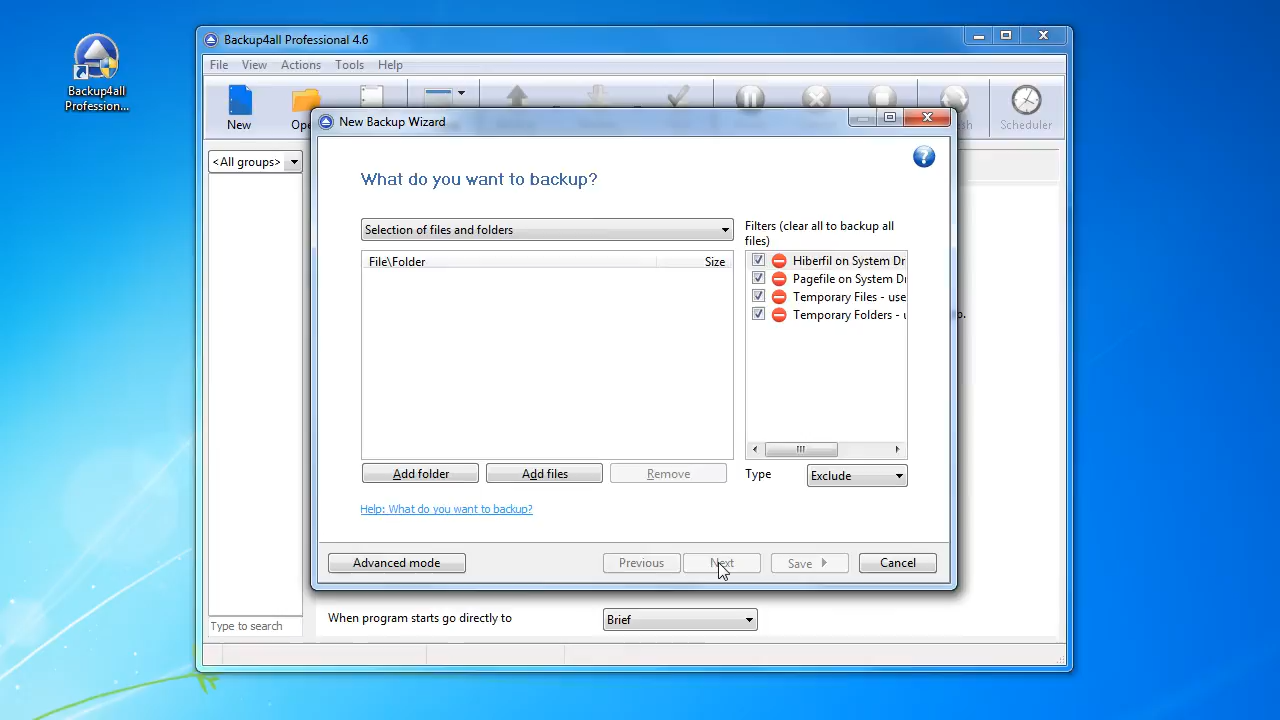 Backup4all
Profession...
Backup4all Professional 4.6
File View Actions Tools Help
New
Scheduler
<All groups>
New Backup Wizard
What do you want to backup?
Selection of files and folders
Filters (clear all to backup all
files)
File\Folder Size
Hiberfil on System Dr
Pagefile on System D
Temporary Files - use
Temporary Folders - u
Add folder Add files Remove
Type Exclude
Help: What do you want to backup?
Advanced mode Previous Next Save Cancel
When program starts go directly to Brief
Type to search